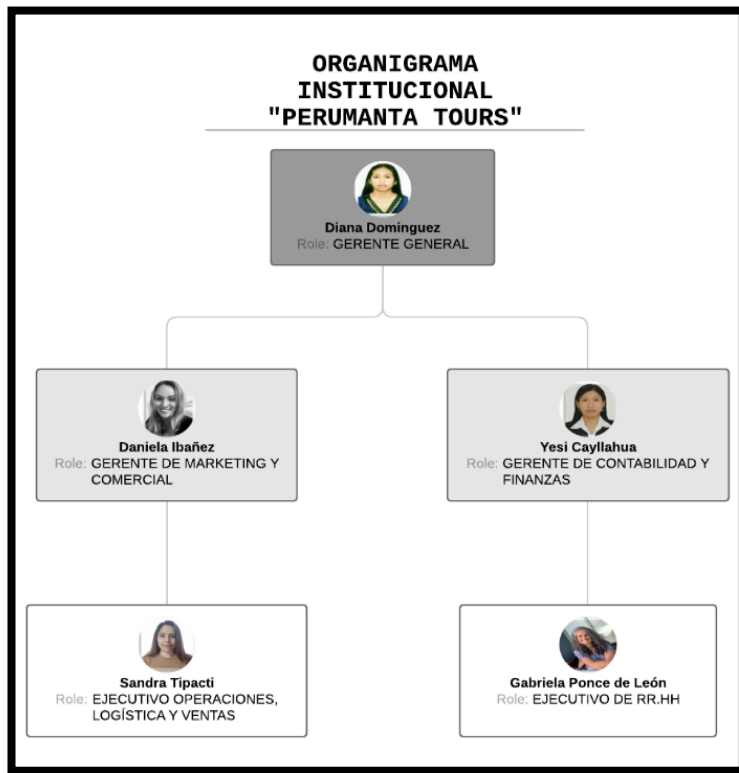 ORGANIGRAMA
INSTITUCIONAL
"PERUMANTA TOURS"
Diana Dominguez
Role: GERENTE GENERAL
Daniela Ibañez
Role: GERENTE DE MARKETING Y
COMERCIAL
Yesi Cayllahua
Role: GERENTE DE CONTABILIDAD Y
FINANZAS
Sandra Tipacti
Role: EJECUTIVO OPERACIONES,
LOGÍSTICA Y VENTAS
Gabriela Ponce de León
Role: EJECUTIVO DE RR.HH